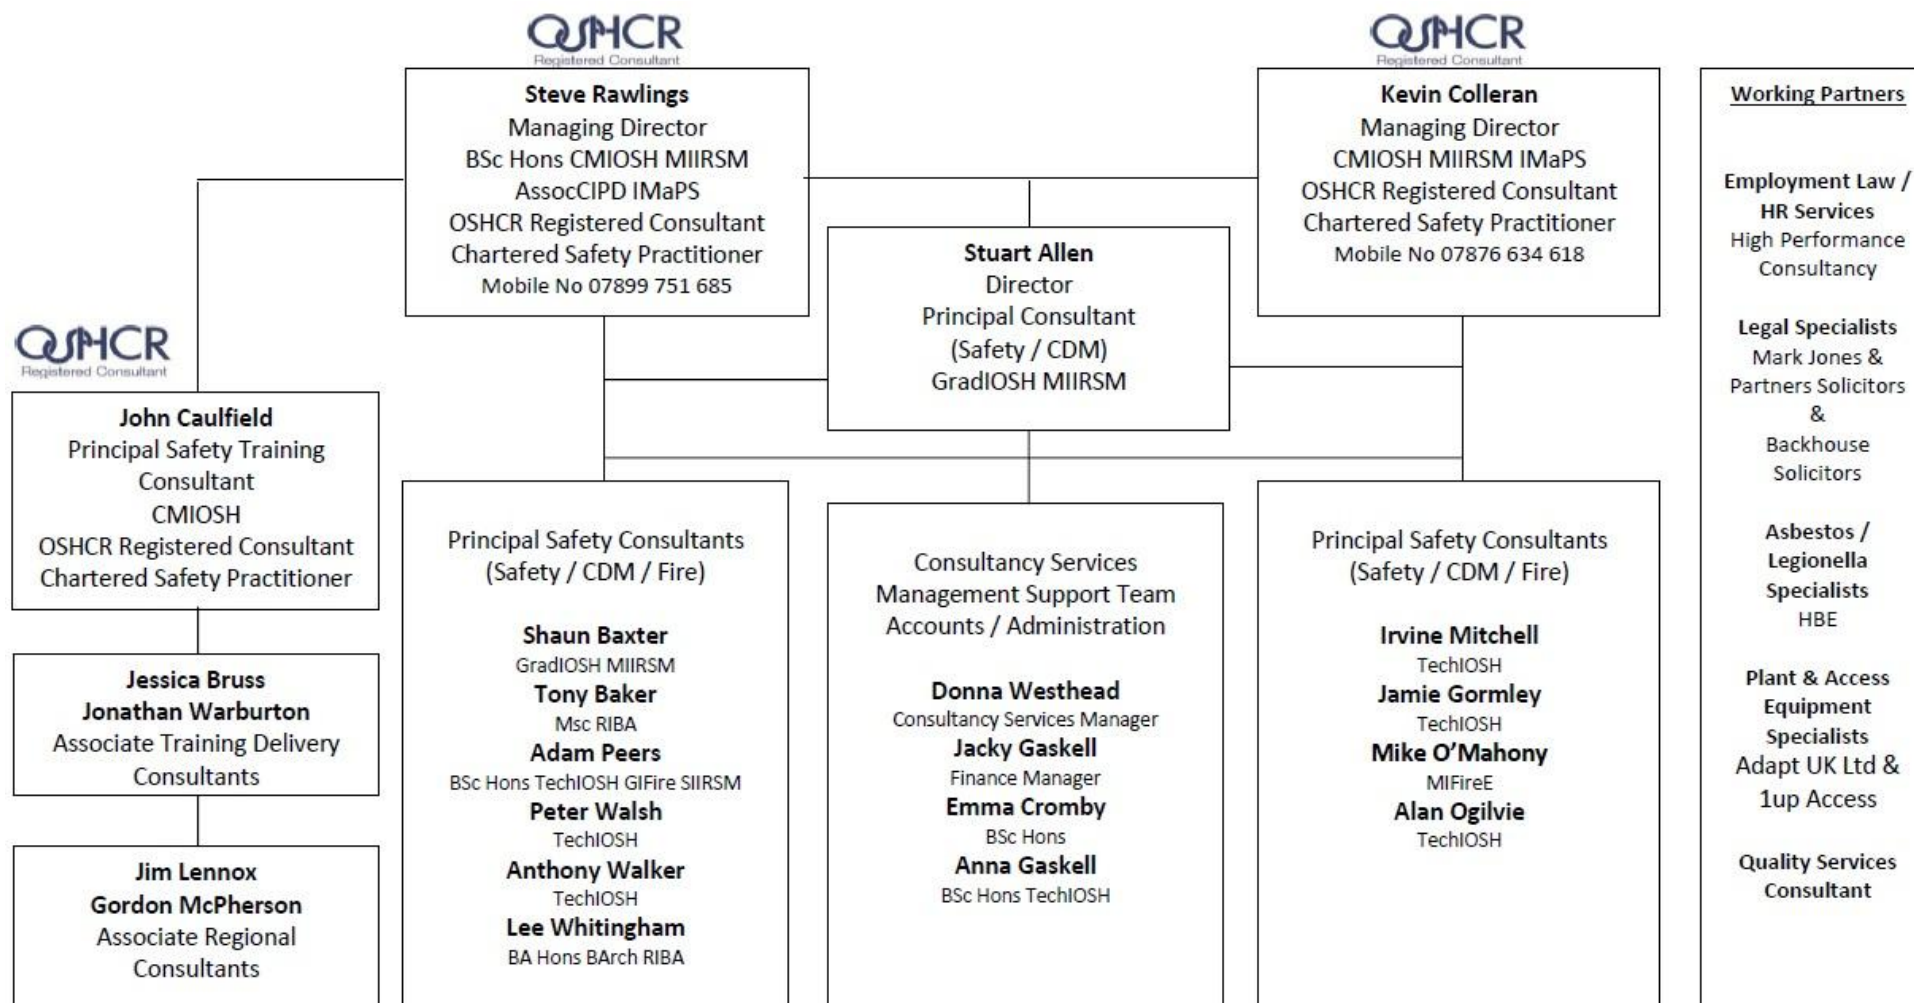 OSHCR
Registered Consultant
Steve Rawlings
Managing Director
BSc Hons CMIOSH MIIRSM
AssocCIPD IMaPS
OSHCR Registered Consultant
Chartered Safety Practitioner
Mobile No 07899 751 685
OSHCR
Registered Consultant
Kevin Colleran
Managing Director
CMIOSH MIIRSM IMaPS
OSHCR Registered Consultant
Chartered Safety Practitioner
Mobile No 07876 634 618
Stuart Allen
Director
Principal Consultant
(Safety / CDM)
GradIOSH MIIRSM
OSHCR
Registered Consultant
John Caulfield
Principal Safety Training
Consultant
CMIOSH
OSHCR Registered Consultant
Chartered Safety Practitioner
Jessica Bruss
Jonathan Warburton
Associate Training Delivery
Consultants
Jim Lennox
Gordon McPherson
Associate Regional
Consultants
Principal Safety Consultants
(Safety / CDM / Fire)
Shaun Baxter
GradIOSH MIIRSM
Tony Baker
Msc RIBA
Adam Peers
BSc Hons TechIOSH GIFire SIIRSM
Peter Walsh
TechIOSH
Anthony Walker
TechIOSH
Lee Whitingham
BA Hons BArch RIBA
Consultancy Services
Management Support Team
Accounts / Administration
Donna Westhead
Consultancy Services Manager
Jacky Gaskell
Finance Manager
Emma Cromby
BSc Hons
Anna Gaskell
BSc Hons TechIOSH
Principal Safety Consultants
(Safety / CDM / Fire)
Irvine Mitchell
TechIOSH
Jamie Gormley
TechIOSH
Mike O’Mahony
MIFireE
Alan Ogilvie
TechIOSH
Working Partners
Employment Law /
HR Services
High Performance
Consultancy
Legal Specialists
Mark Jones &
Partners Solicitors
&
Backhouse
Solicitors
Asbestos /
Legionella
Specialists
HBE
Plant & Access
Equipment
Specialists
Adapt UK Ltd &
1up Access
Quality Services
Consultant